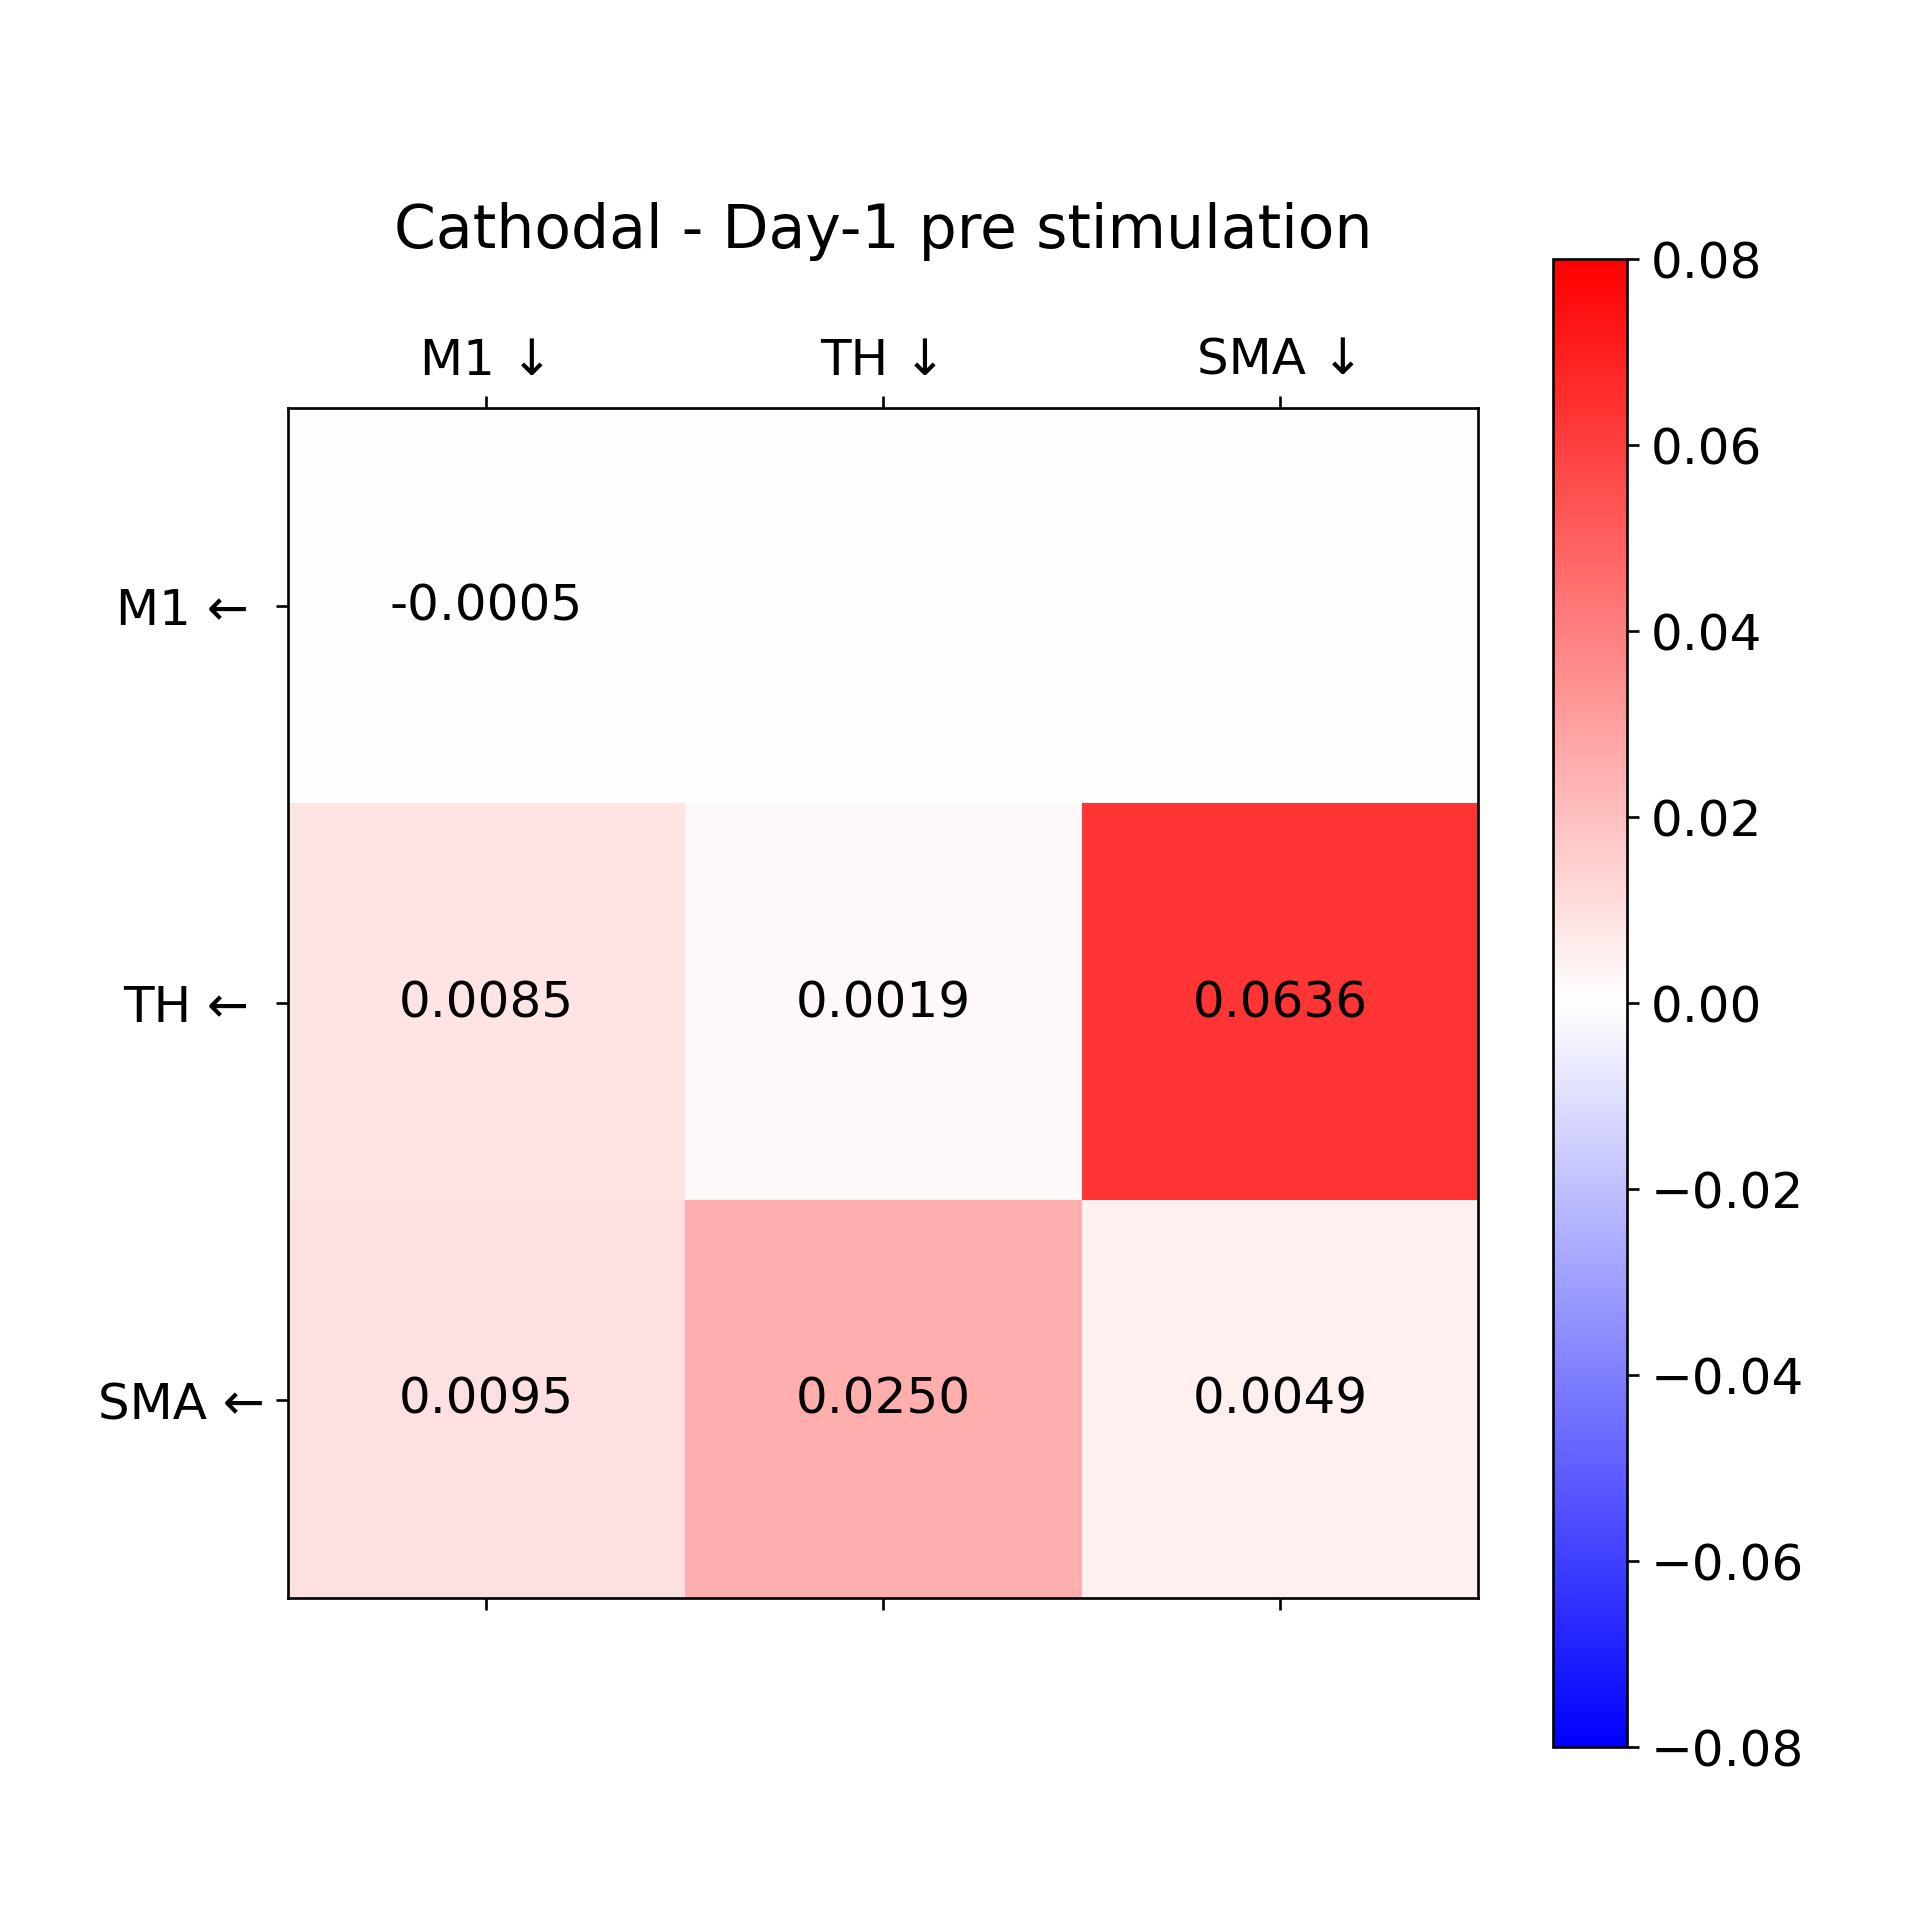 Cathodal - Day-1 pre stimulation
M1 ↓ TH ↓ SMA ↓
M1 ← -0.0005
TH ← 0.0085 0.0019 0.0636
SMA ← 0.0095 0.0250 0.0049
0.08
0.06
0.04
0.02
0.00
−0.02
−0.04
−0.06
−0.08